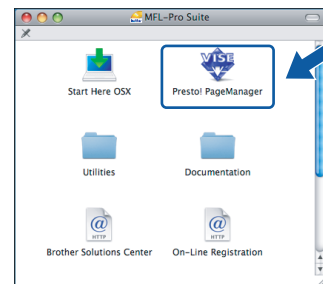 MFL-Pro Suite
VISE
Start Here OSX
Presto! PageManager
Utilities
Documentation
@
HTTP
@
HTTP
Brother Solutions Center
On-Line Registration